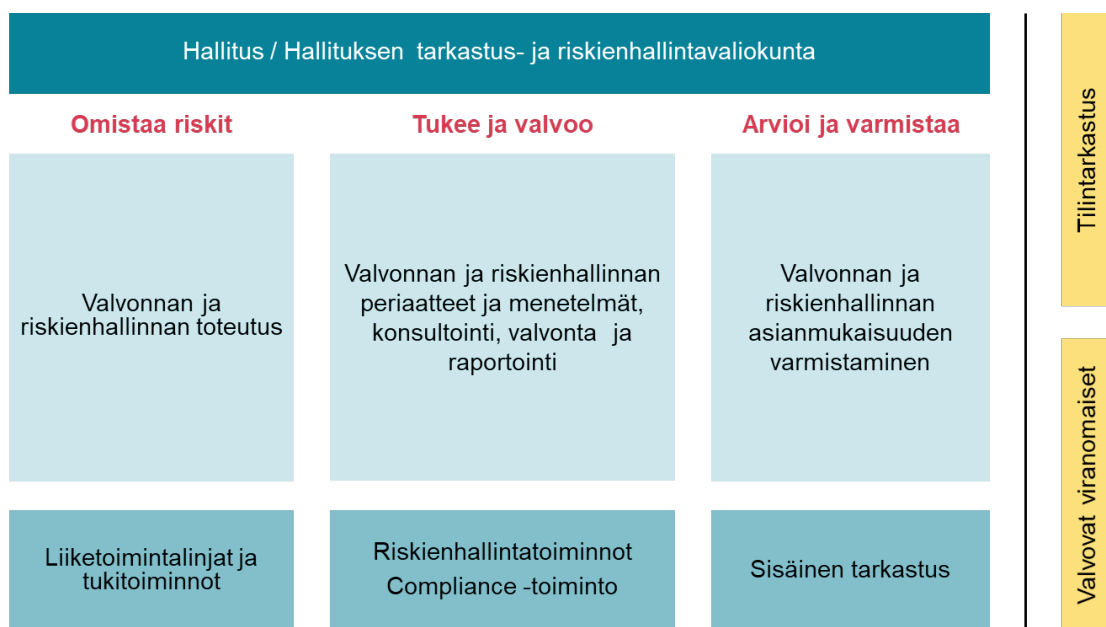 Hallitus / Hallituksen tarkastus- ja riskienhallintavaliokunta
Omistaa riskit
Tukee ja valvoo
Arvioi ja varmistaa
Valvonnan ja
riskienhallinnan toteutus
Valvonnan ja riskienhallinnan
periaatteet ja menetelmät,
konsultointi, valvonta ja
raportointi
Valvonnan ja
riskienhallinnan
asianmukaisuuden
varmistaminen
Liiketoimintalinjat ja
tukitoiminnot
Riskienhallintatoiminnot
Compliance -toiminto
Sisäinen tarkastus
Tilintarkastus
Valvovat viranomaiset